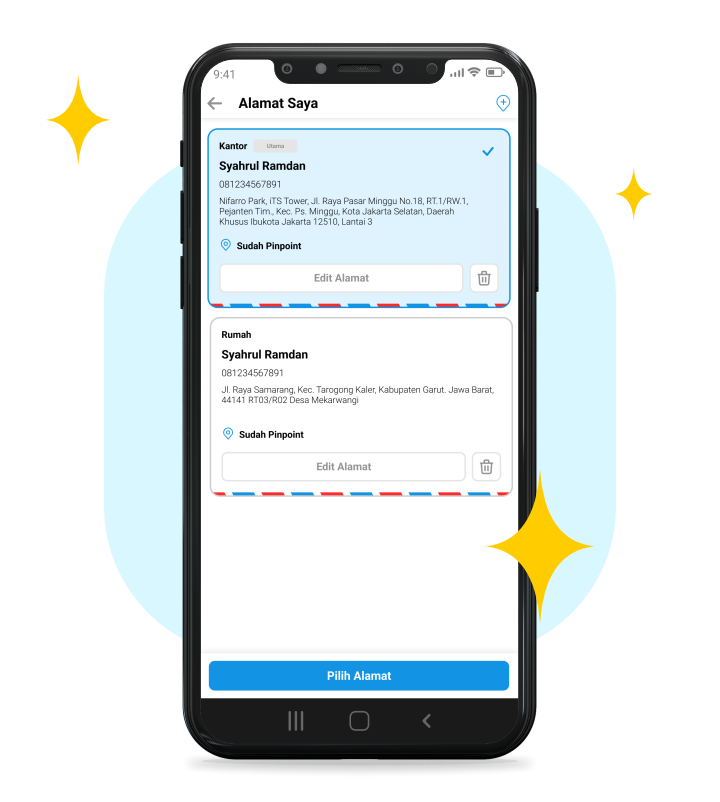 9:41
Alamat Saya
Kantor Utama
Syahrul Ramdan
081234567891
Nifarro Park, iTS Tower, Jl. Raya Pasar Minggu No.18, RT.1/RW.1,
Pejanten Tim., Kec. Ps. Minggu, Kota Jakarta Selatan, Daerah
Khusus Ibukota Jakarta 12510, Lantai 3
Sudah Pinpoint
Edit Alamat
Rumah
Syahrul Ramdan
081234567891
Jl. Raya Samarang, Kec. Tarogong Kaler, Kabupaten Garut. Jawa Barat,
44141 RT03/R02 Desa Mekarwangi
Sudah Pinpoint
Edit Alamat
Pilih Alamat